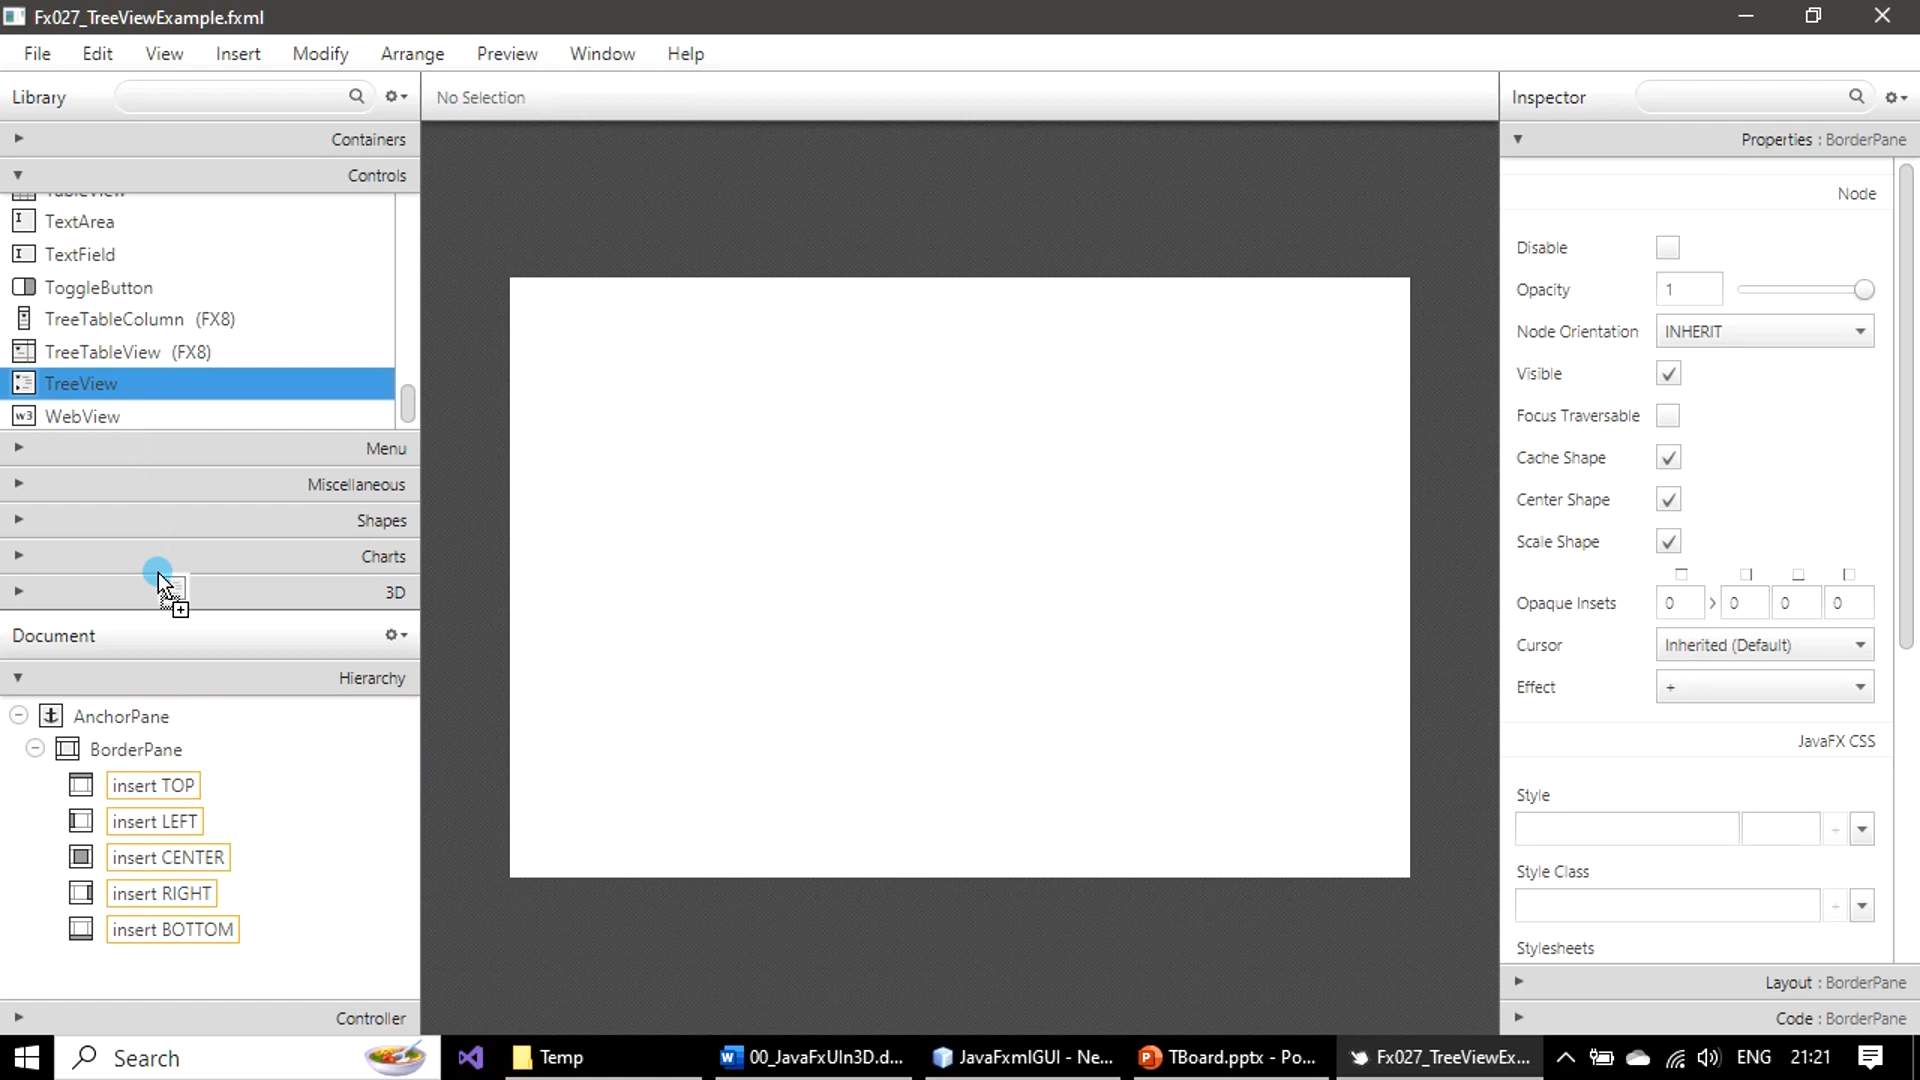 Fx027_TreeViewExample.fxml
File Edit View Insert Modify Arrange Preview Window Help
Library
No Selection
Inspector
Containers
Properties : BorderPane
Controls
TableView
Node
TextArea
TextField
Disable
ToggleButton
Opacity 1
TreeTableColumn (FX8)
Node Orientation INHERIT
TreeTableView (FX8)
Visible
TreeView
WebView
Focus Traversable
Menu
Cache Shape
Miscellaneous
Center Shape
Shapes
Scale Shape
Charts
3D
Opaque Insets 0 0 0 0
Document
Cursor Inherited (Default)
Hierarchy
Effect +
AnchorPane
JavaFX CSS
BorderPane
insert TOP
Style
insert LEFT
insert CENTER
Style Class
insert RIGHT
insert BOTTOM
Stylesheets
Layout : BorderPane
Controller
Code : BorderPane
Search
w3
Temp
00_JavaFxUIn3D.d...
JavaFxmlGUI - Ne...
TBoard.pptx - Po...
Fx027_TreeViewEx...
ENG
21:21